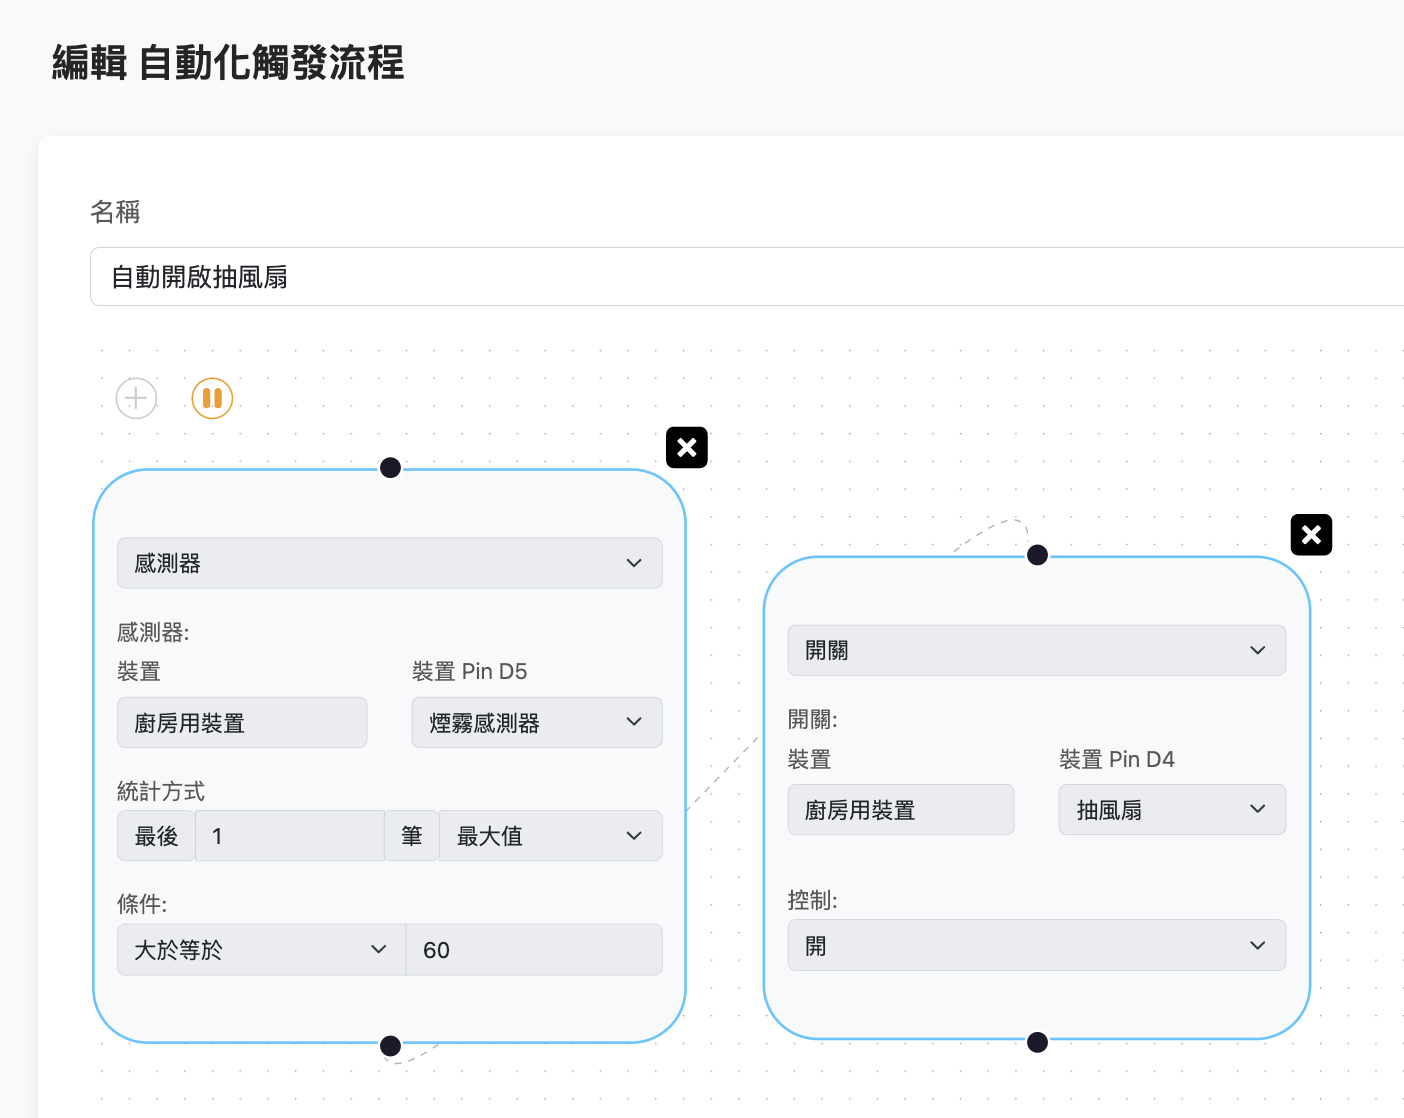 編輯 自動化觸發流程
名稱
自動開啟抽風扇
感測器
感測器:
裝置 裝置 Pin D5
廚房用裝置 煙霧感測器
統計方式
最後 1 筆 最大值
條件:
大於等於 60
開關
開關:
裝置 裝置 Pin D4
廚房用裝置 抽風扇
控制:
開